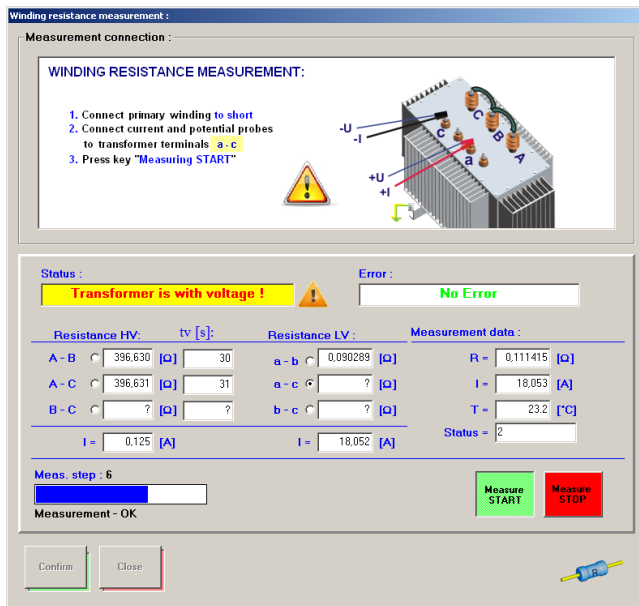 Winding resistance measurement :
Measurement connection :
WINDING RESISTANCE MEASUREMENT:
1. Connect primary winding to short
2. Connect current and potential probes
to transformer terminals a - c
3. Press key "Measuring START"
-U
-I
+U
+I
c
a
C
B
A
Status :
Transformer is with voltage !
Error :
No Error
Resistance HV: tv [s]:
A - B 396,630 [Ω] 30
A - C 396,631 [Ω] 31
B - C ? [Ω] ?
I = 0,125 [A]
Resistance LV :
a - b 0,090289 [Ω]
a - c ? [Ω]
b - c ? [Ω]
I = 18,052 [A]
Measurement data :
R = 0,111415 [Ω]
I = 18,053 [A]
T = 23.2 [°C]
Status = 2
Meas. step : 6
Measurement - OK
Measure START
Measure STOP
Confirm
Close
R